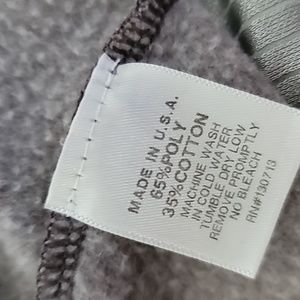 MADE IN U.S.A.
65%POLY
35%COTTON
MACHINE WASH
IN COLD WATER
TUMBLE DRY LOW
REMOVE PROMPTLY
NO BLEACH
RN#130713